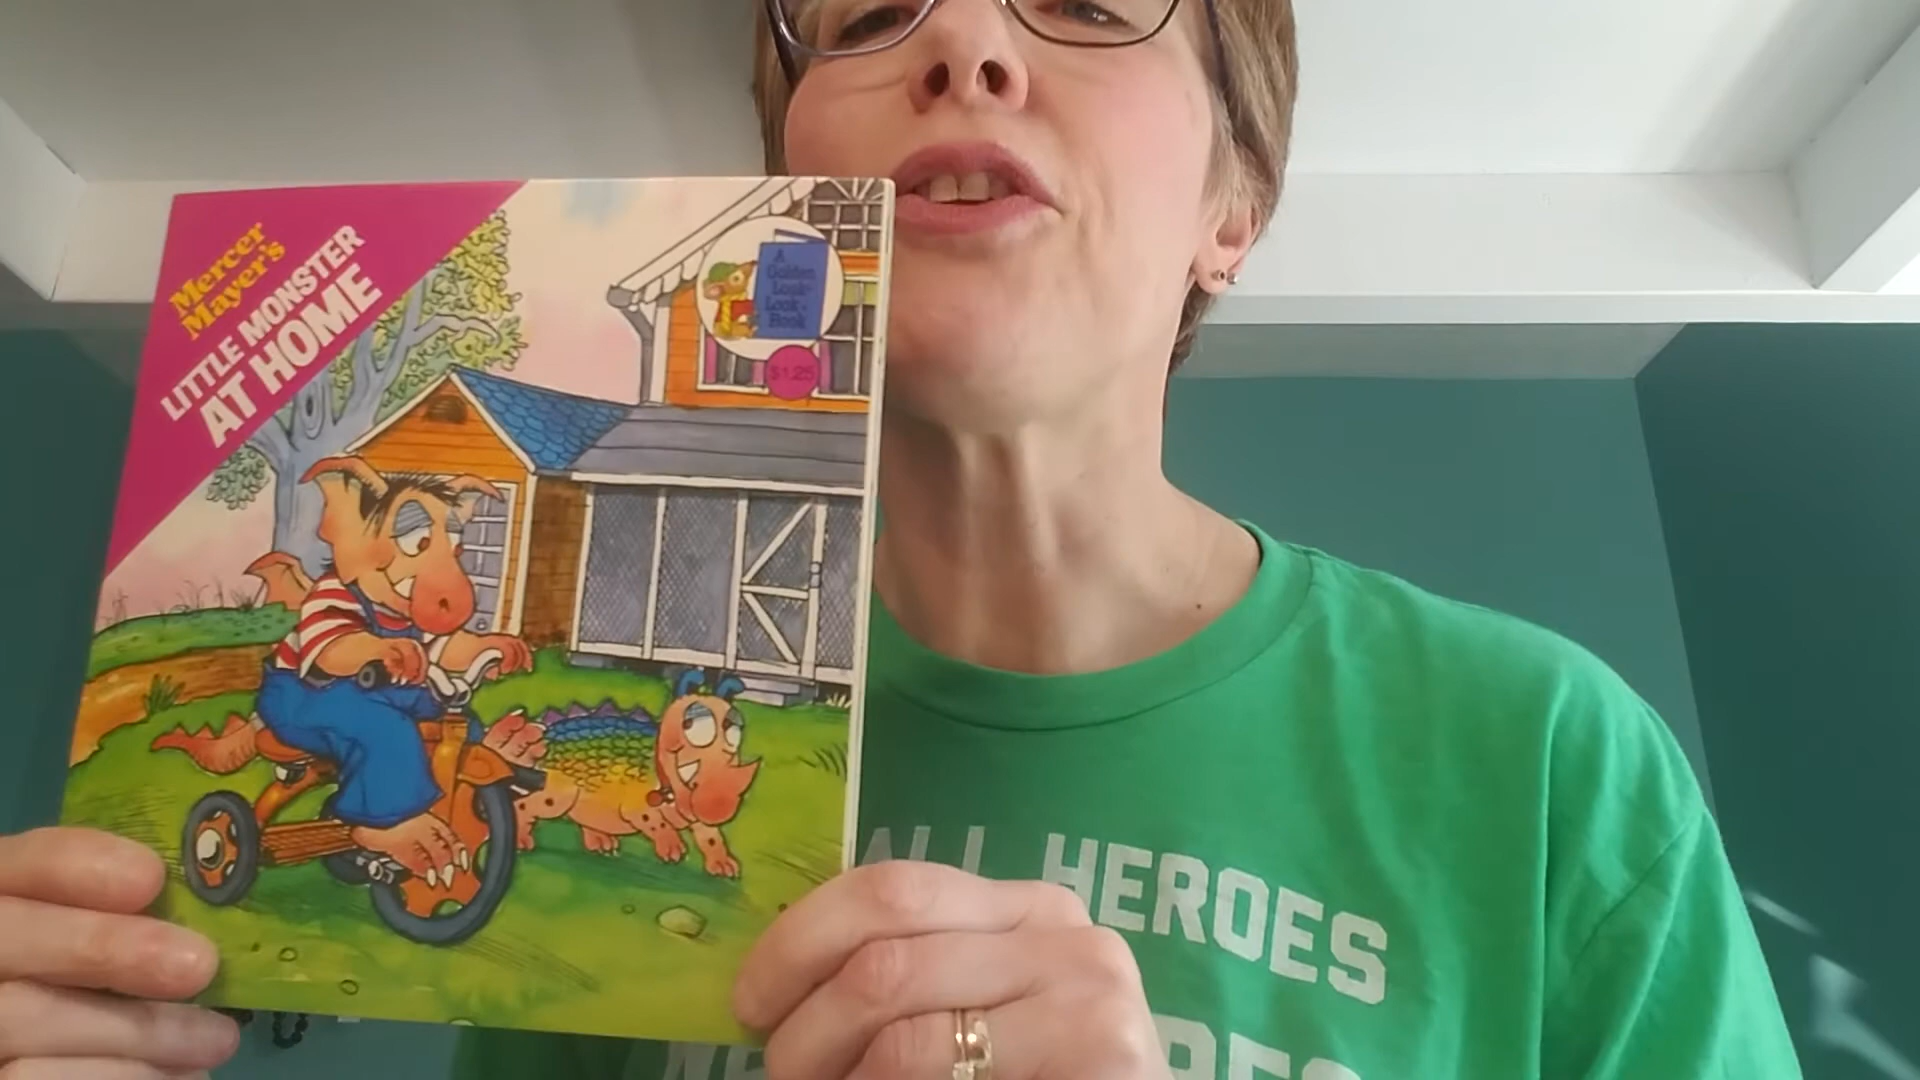 Mercer
Mayer's
LITTLE MONSTER
AT HOME
A
Golden
Look-
Look-
Book
$1.25
ALL HEROES